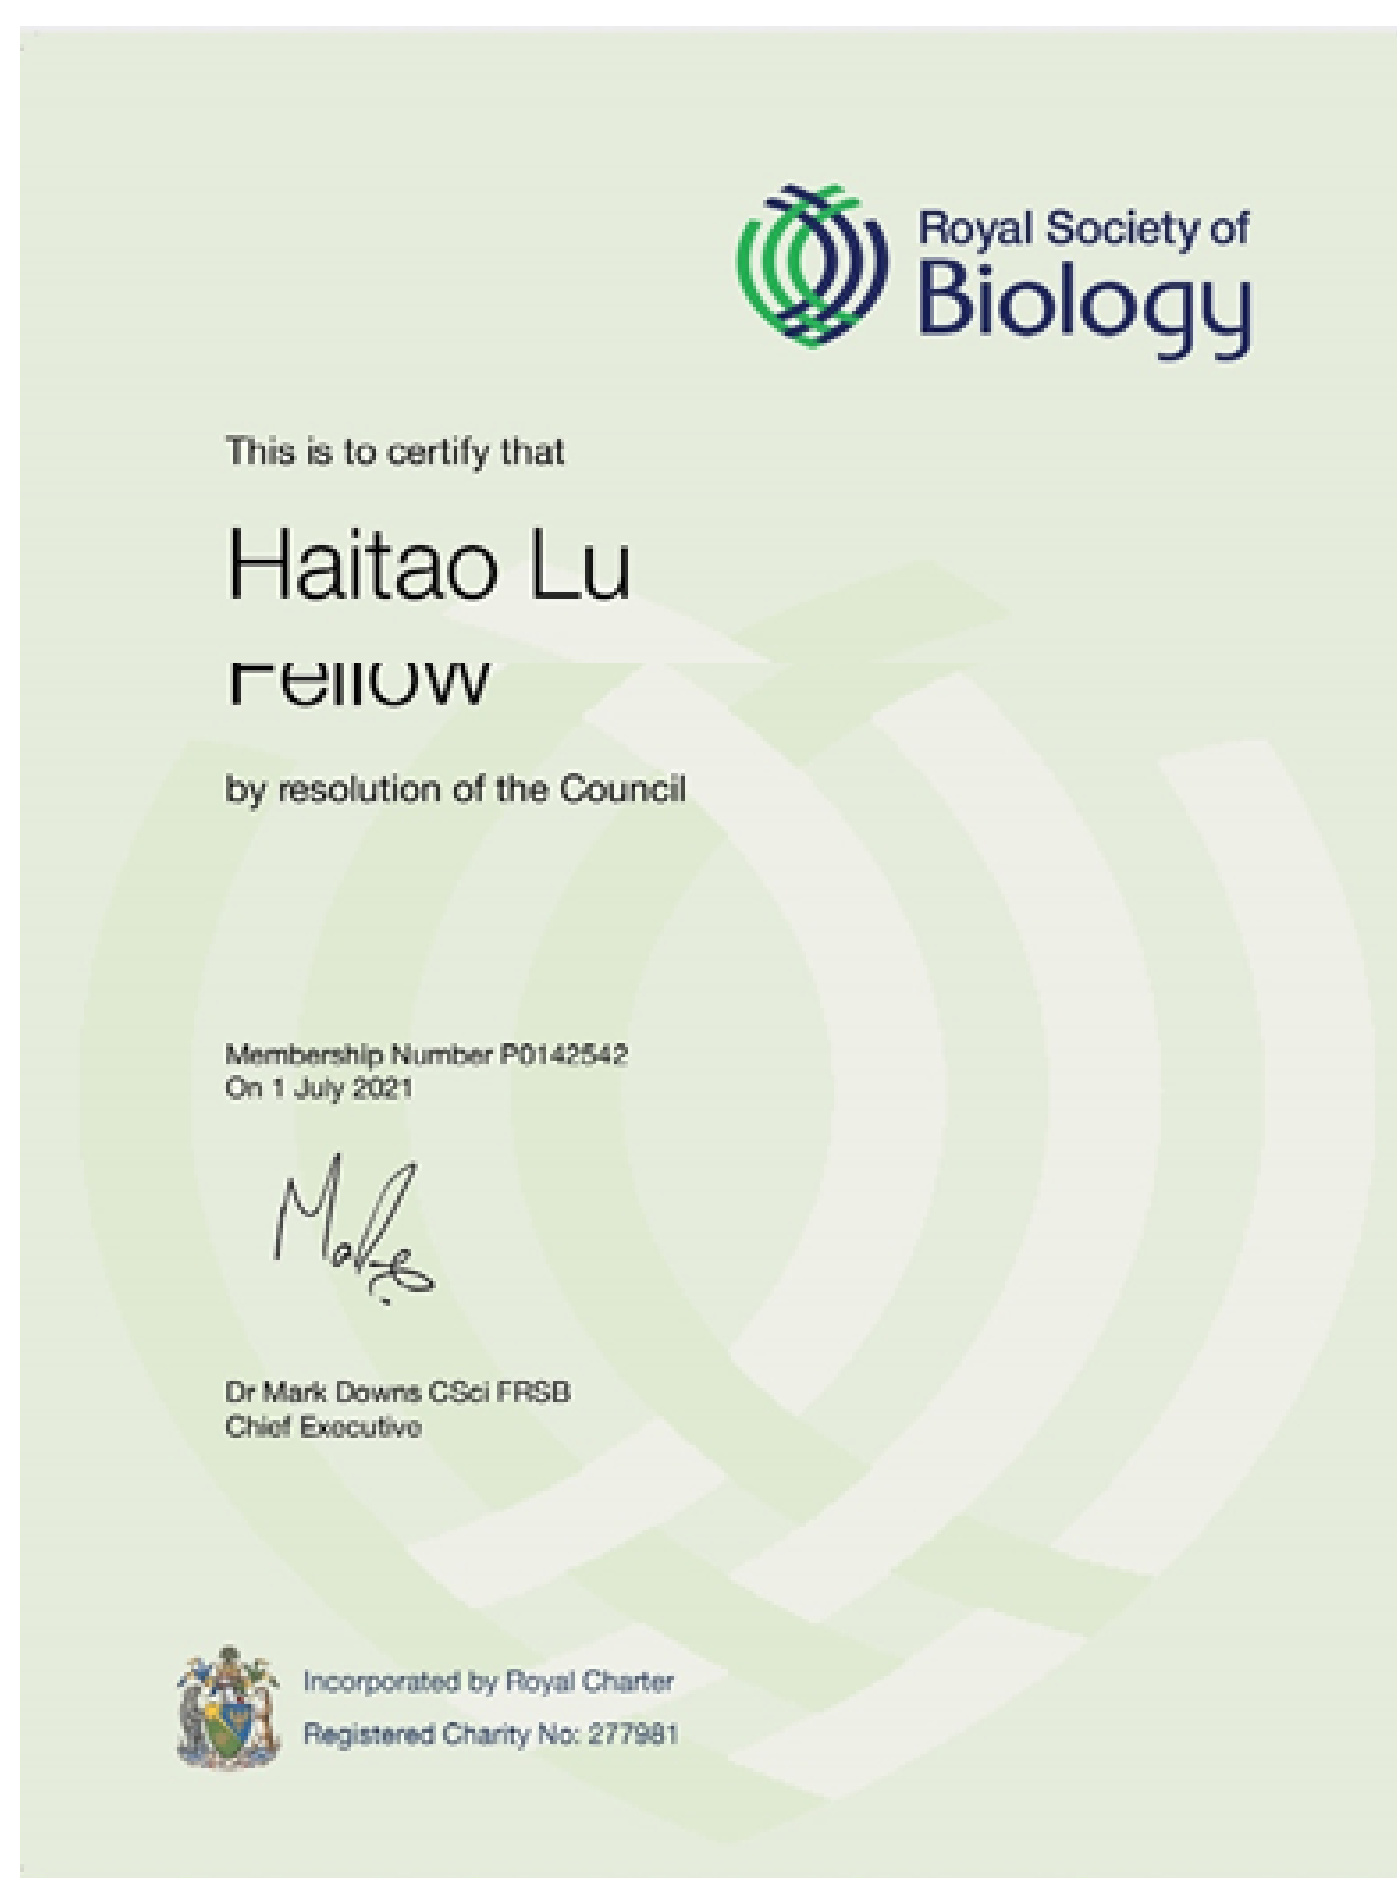 Royal Society of
Biology
This is to certify that
Haitao Lu
Fellow
by resolution of the Council
Membership Number P0142542
On 1 July 2021
Dr Mark Downs CSci FRSB
Chief Executive
Incorporated by Royal Charter
Registered Charity No: 277981